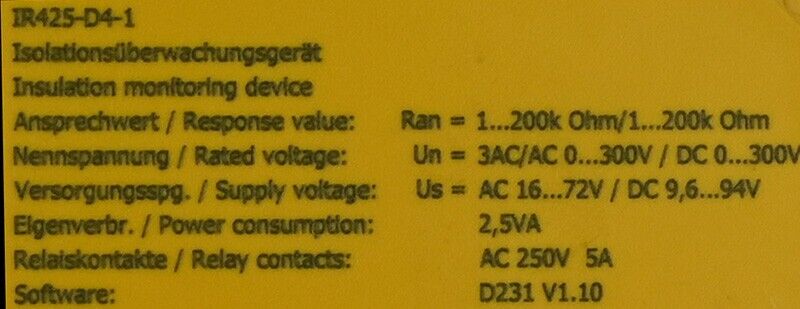 IR425-D4-1
Isolationsüberwachungsgerät
Insulation monitoring device
Ansprechwert / Response value: Ran = 1...200k Ohm/1...200k Ohm
Nennspannung / Rated voltage: Un = 3AC/AC 0...300V / DC 0...300V
Versorgungsspg. / Supply voltage: Us = AC 16...72V / DC 9,6...94V
Eigenverbr. / Power consumption: 2,5VA
Relaiskontakte / Relay contacts: AC 250V 5A
Software: D231 V1.10